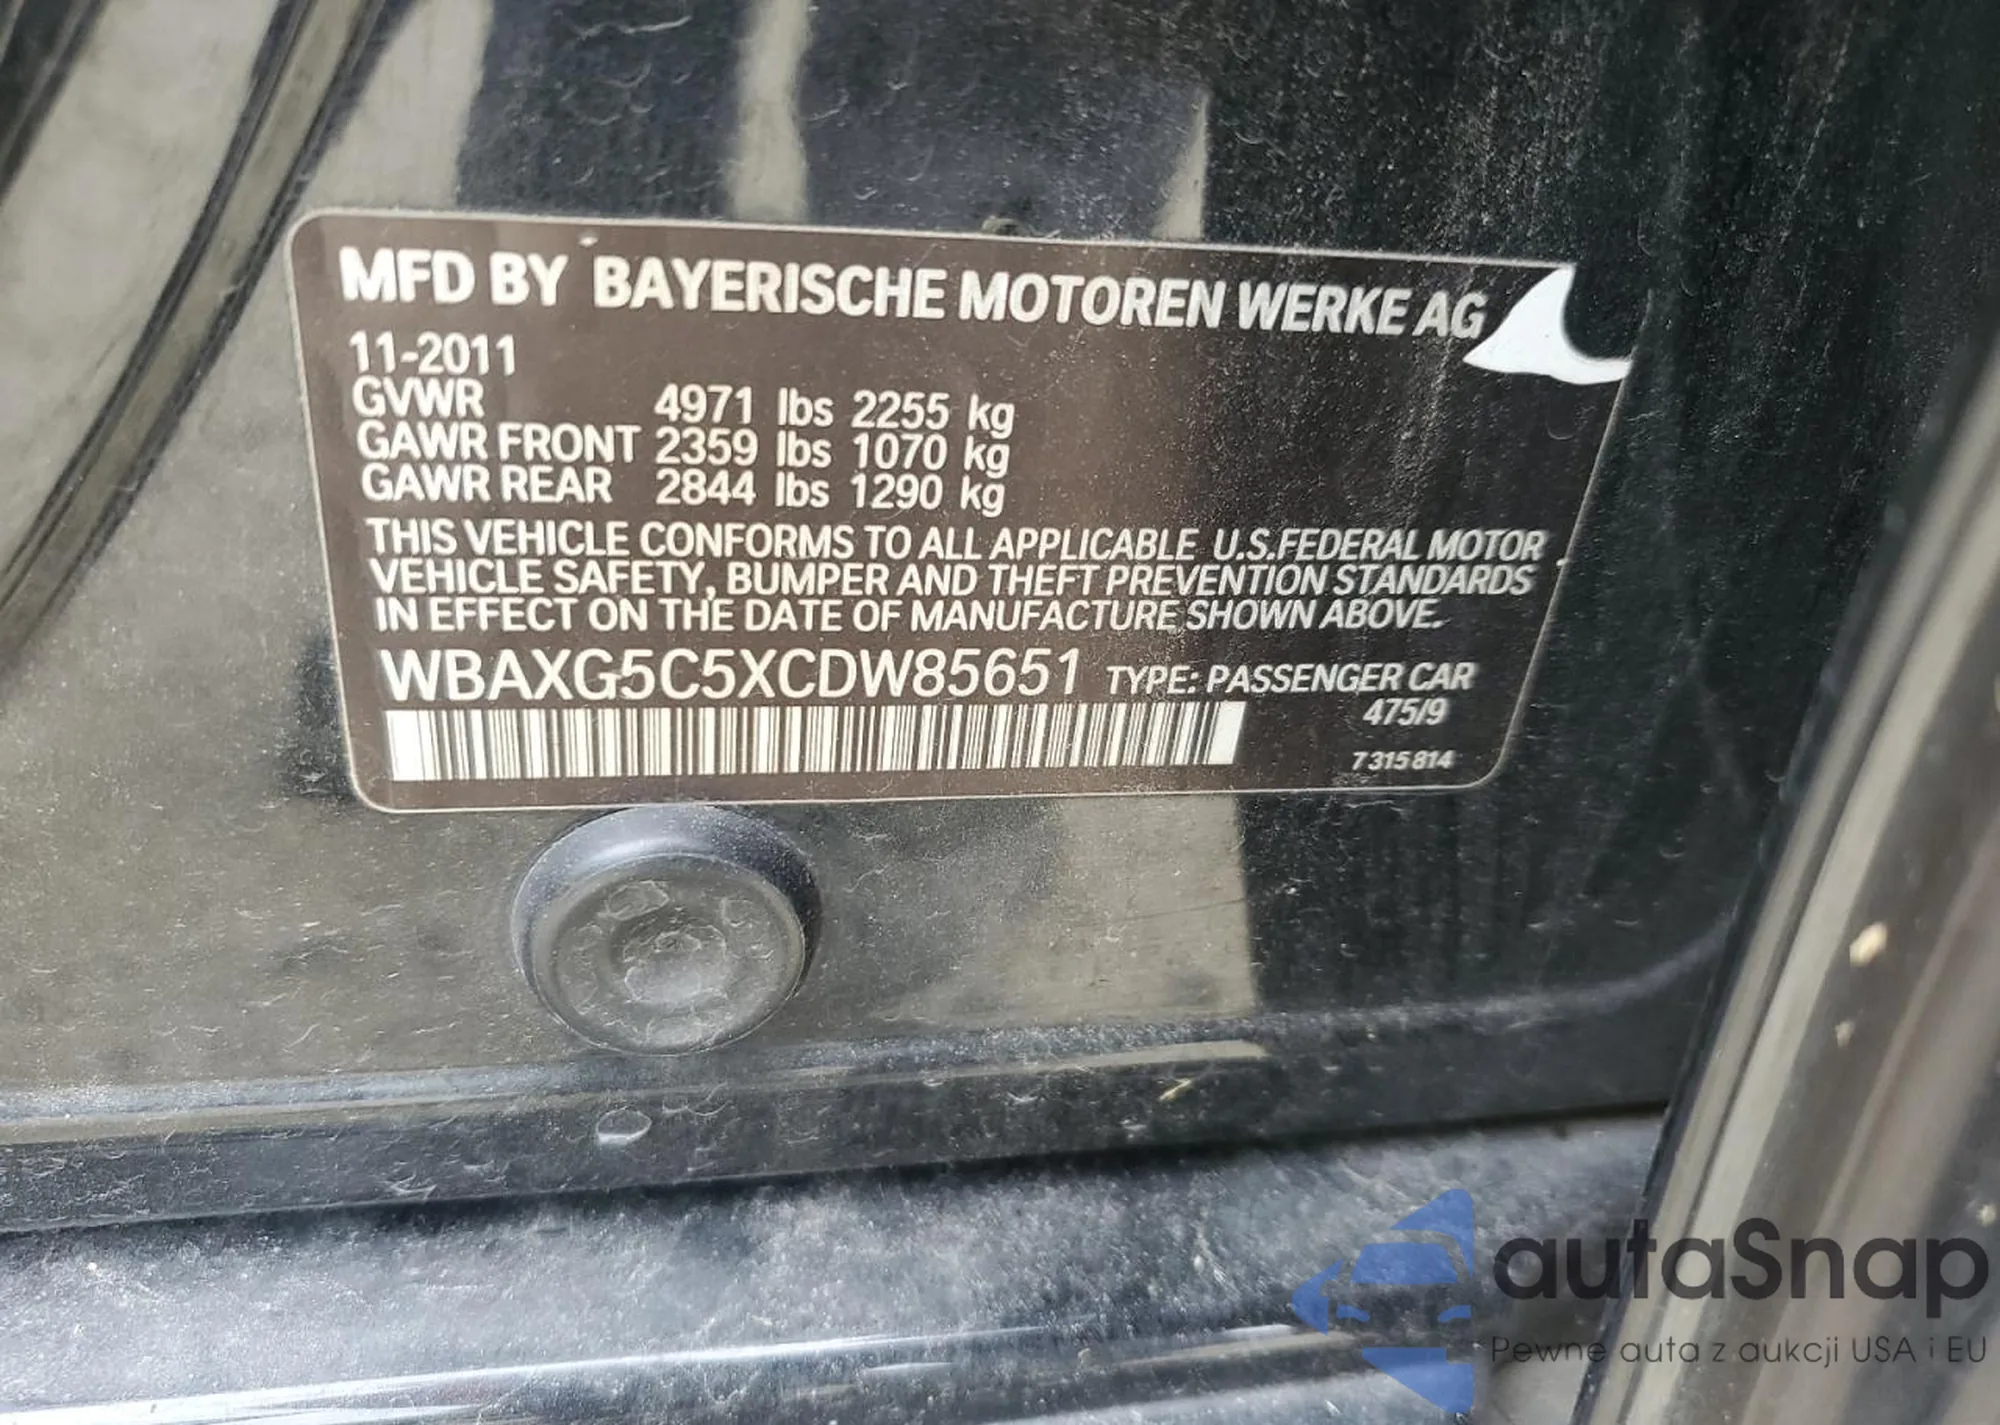 MFD BY BAYERISCHE MOTOREN WERKE AG
11-2011
GVWR 4971 lbs 2255 kg
GAWR FRONT 2359 lbs 1070 kg
GAWR REAR 2844 lbs 1290 kg
THIS VEHICLE CONFORMS TO ALL APPLICABLE U.S.FEDERAL MOTOR
VEHICLE SAFETY, BUMPER AND THEFT PREVENTION STANDARDS
IN EFFECT ON THE DATE OF MANUFACTURE SHOWN ABOVE.
WBAXG5C5XCDW85651 TYPE: PASSENGER CAR
475/9
7 315 814
autaSnap
Pewne auta z aukcji USA i EU